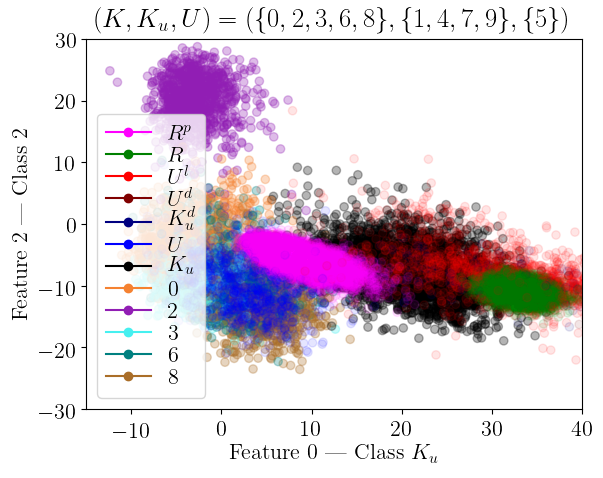 (K, K_u, U) = ({0, 2, 3, 6, 8}, {1, 4, 7, 9}, {5})
30
20
10
0
−10
−20
−30
Feature 2 — Class 2
R^p
R
U^l
U^d
K_u^d
U
K_u
0
2
3
6
8
−10 0 10 20 30 40
Feature 0 — Class K_u